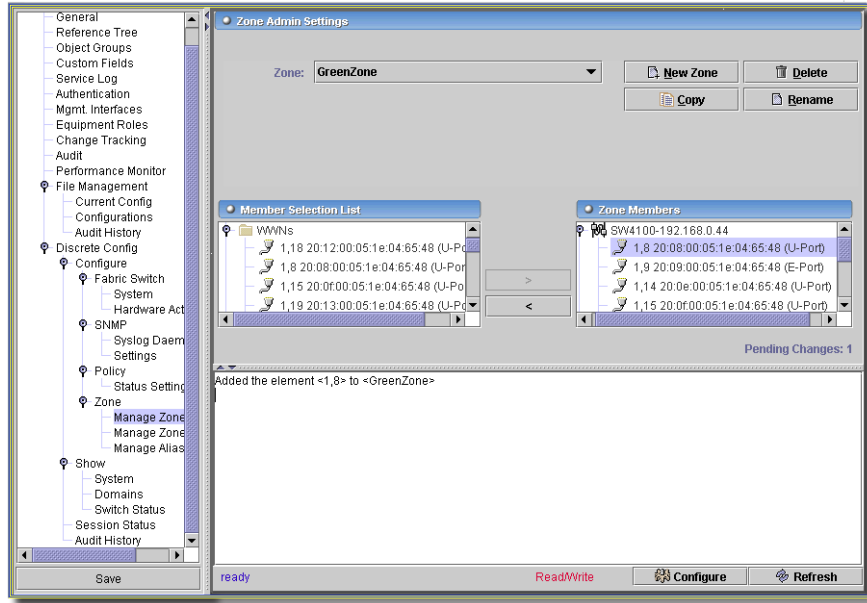 General
Reference Tree
Object Groups
Custom Fields
Service Log
Authentication
Mgmt. Interfaces
Equipment Roles
Change Tracking
Audit
Performance Monitor
File Management
Current Config
Configurations
Audit History
Discrete Config
Configure
Fabric Switch
System
Hardware Act
SNMP
Syslog Daem
Settings
Policy
Status Setting
Zone
Manage Zone
Manage Zone
Manage Alias
Show
System
Domains
Switch Status
Session Status
Audit History
Save
Zone Admin Settings
Zone: GreenZone
New Zone
Delete
Copy
Rename
Member Selection List
WWNs
1,18 20:12:00:05:1e:04:65:48 (U-Po
1,8 20:08:00:05:1e:04:65:48 (U-Por
1,15 20:0f:00:05:1e:04:65:48 (U-Po
1,19 20:13:00:05:1e:04:65:48 (U-Po
>
<
Zone Members
SW4100-192.168.0.44
1,8 20:08:00:05:1e:04:65:48 (U-Port)
1,9 20:09:00:05:1e:04:65:48 (E-Port)
1,14 20:0e:00:05:1e:04:65:48 (U-Port)
1,15 20:0f:00:05:1e:04:65:48 (U-Port)
Pending Changes: 1
Added the element <1,8> to <GreenZone>
ready
Read/Write
Configure
Refresh